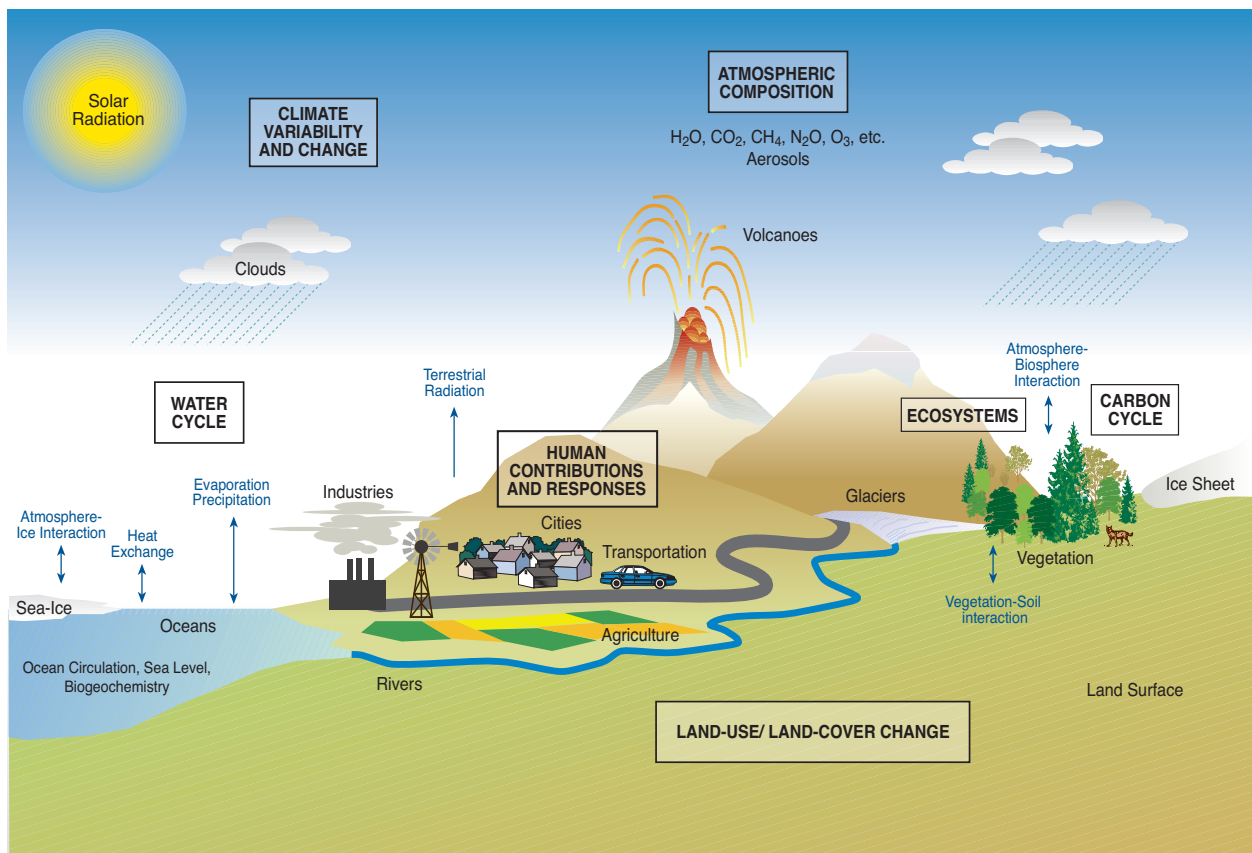 Solar
Radiation
CLIMATE
VARIABILITY
AND CHANGE
ATMOSPHERIC
COMPOSITION
H₂O, CO₂, CH₄, N₂O, O₃, etc.
Aerosols
Volcanoes
Clouds
Atmosphere-
Biosphere
Interaction
Terrestrial
Radiation
WATER
CYCLE
ECOSYSTEMS
CARBON
CYCLE
HUMAN
CONTRIBUTIONS
AND RESPONSES
Evaporation
Precipitation
Industries
Glaciers
Ice Sheet
Atmosphere-
Ice Interaction
Heat
Exchange
Cities
Transportation
Vegetation
Sea-Ice
Oceans
Vegetation-Soil
interaction
Agriculture
Ocean Circulation, Sea Level,
Biogeochemistry
Rivers
Land Surface
LAND-USE/ LAND-COVER CHANGE